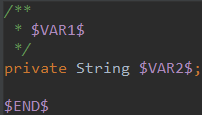 /**
 * $VAR1$
 */
private String $VAR2$;
$END$